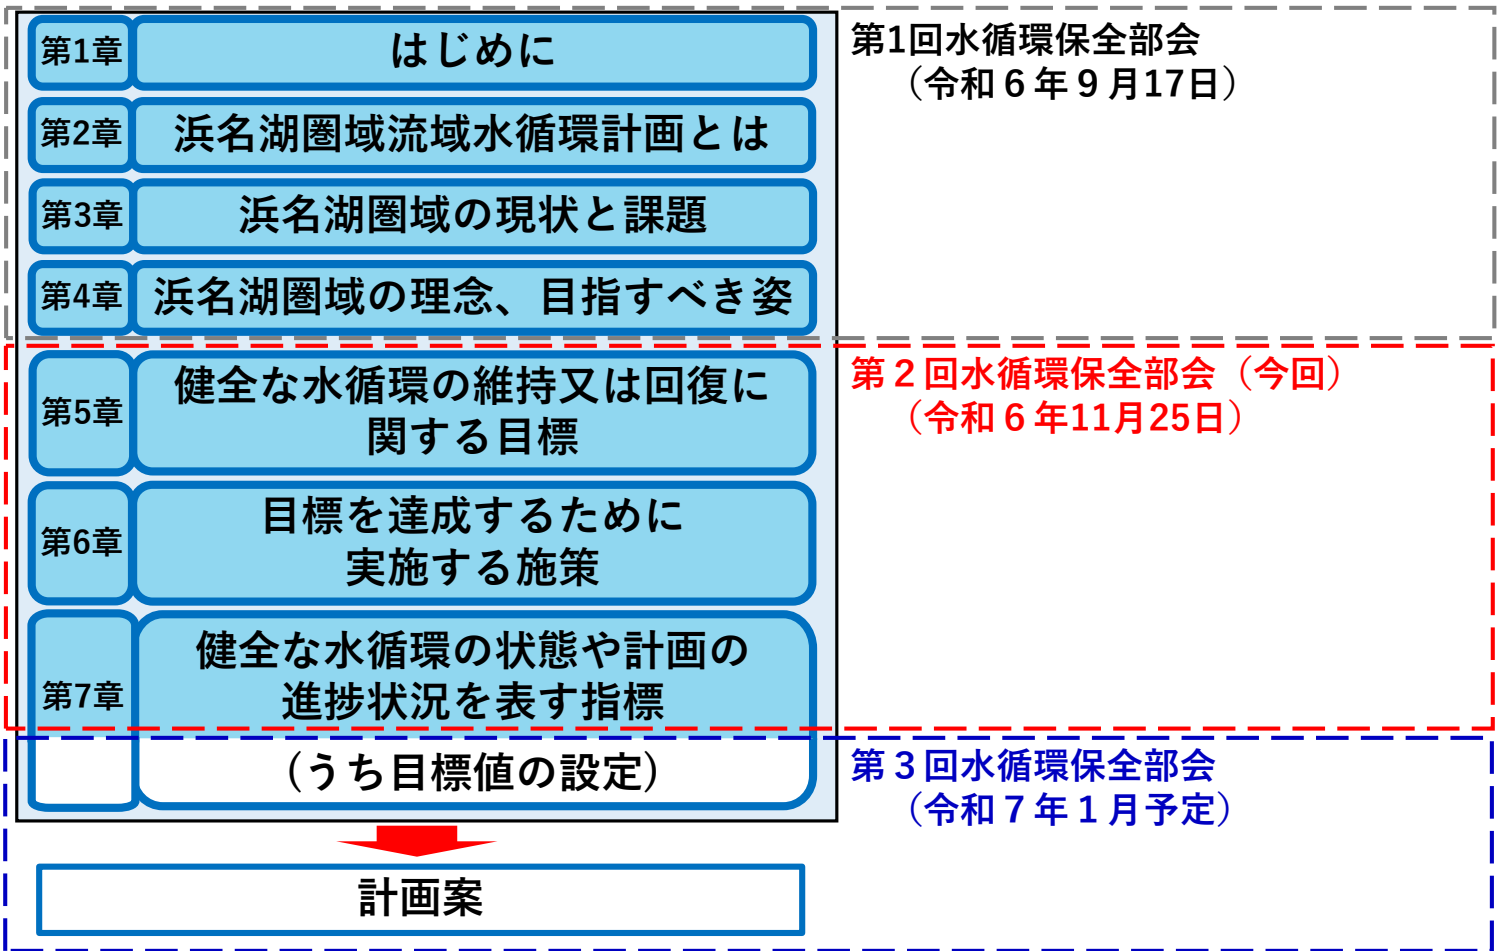 第1章 はじめに
第1回水循環保全部会
（令和６年９月17日）
第2章 浜名湖圏域流域水循環計画とは
第3章 浜名湖圏域の現状と課題
第4章 浜名湖圏域の理念、目指すべき姿
第２回水循環保全部会（今回）
（令和６年11月25日）
第5章 健全な水循環の維持又は回復に
関する目標
第6章 目標を達成するために
実施する施策
第7章 健全な水循環の状態や計画の
進捗状況を表す指標
（うち目標値の設定）
第３回水循環保全部会
（令和７年１月予定）
計画案